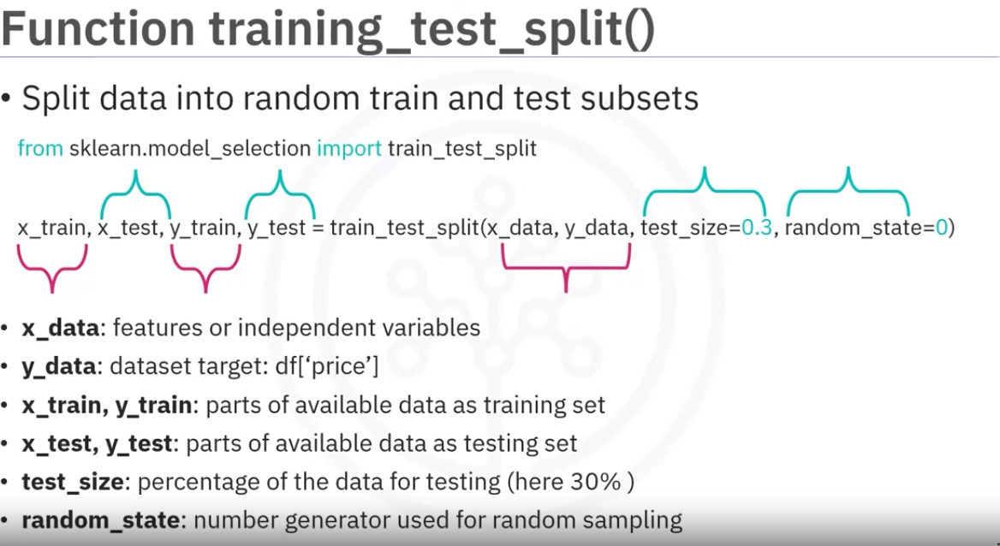 Function training_test_split()
• Split data into random train and test subsets
from sklearn.model_selection import train_test_split
x_train, x_test, y_train, y_test = train_test_split(x_data, y_data, test_size=0.3, random_state=0)
• x_data: features or independent variables
• y_data: dataset target: df[‘price’]
• x_train, y_train: parts of available data as training set
• x_test, y_test: parts of available data as testing set
• test_size: percentage of the data for testing (here 30% )
• random_state: number generator used for random sampling